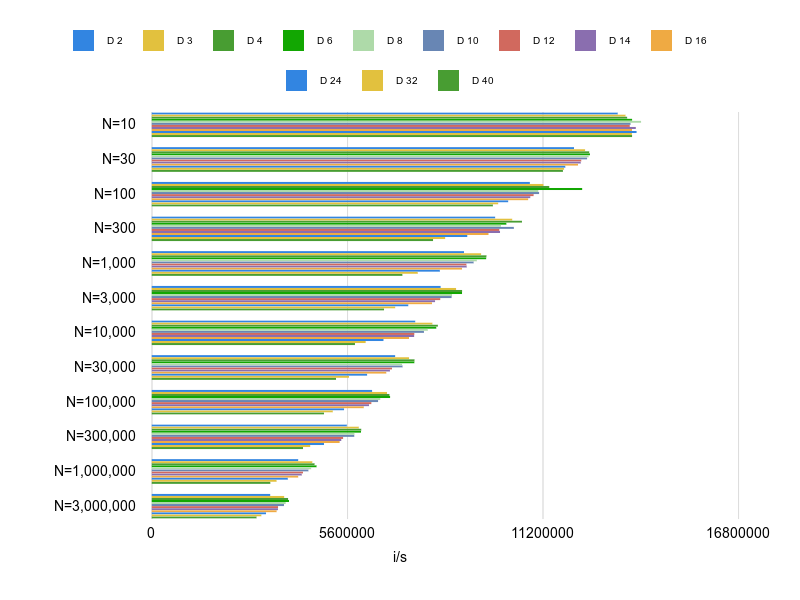 D 2 D 3 D 4 D 6 D 8 D 10 D 12 D 14 D 16
D 24 D 32 D 40
N=10
N=30
N=100
N=300
N=1,000
N=3,000
N=10,000
N=30,000
N=100,000
N=300,000
N=1,000,000
N=3,000,000
0 5600000 11200000 16800000
i/s